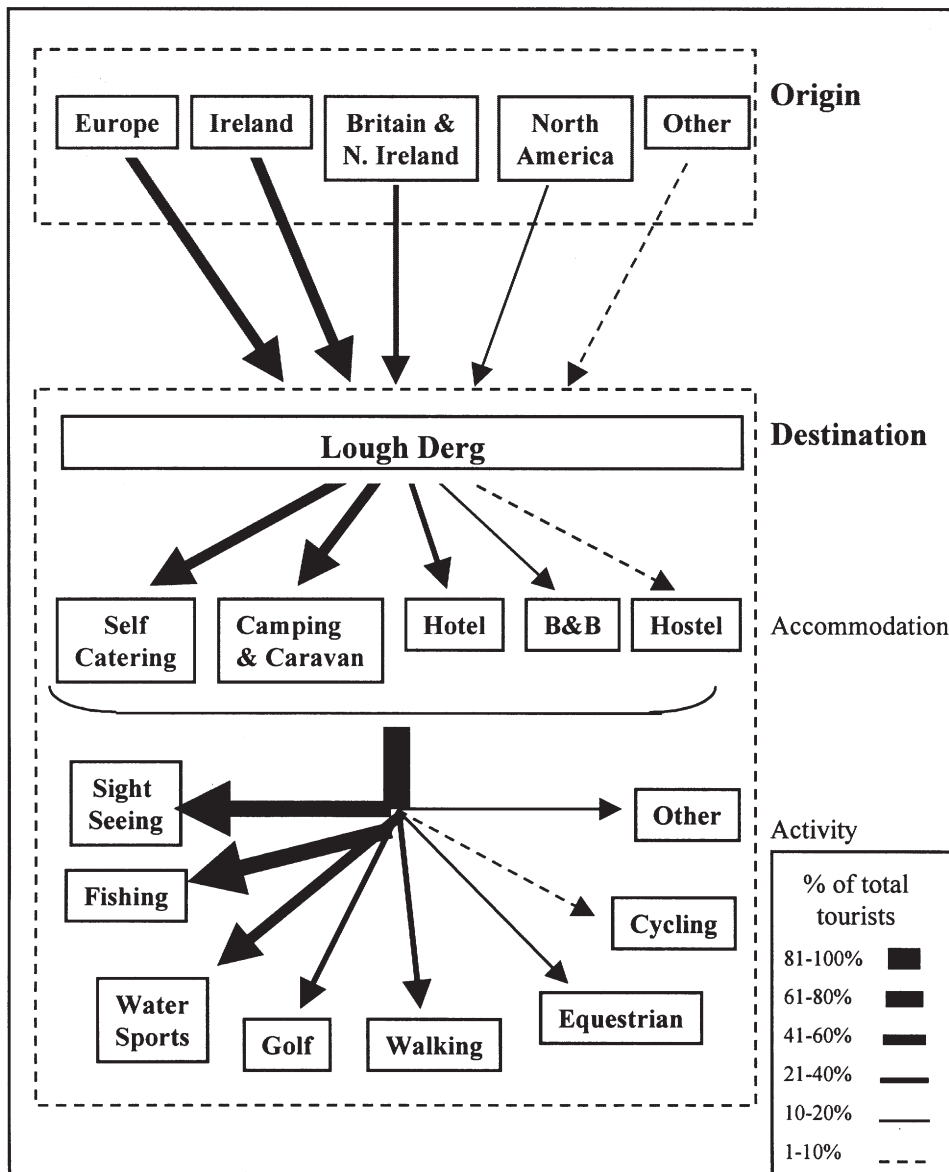 Origin
Europe
Ireland
Britain &
N. Ireland
North
America
Other
Destination
Lough Derg
Self
Catering
Camping
& Caravan
Hotel
B&B
Hostel
Accommodation
Sight
Seeing
Other
Activity
Fishing
Cycling
Water
Sports
Golf
Walking
Equestrian
% of total
tourists
81-100%
61-80%
41-60%
21-40%
10-20%
1-10%